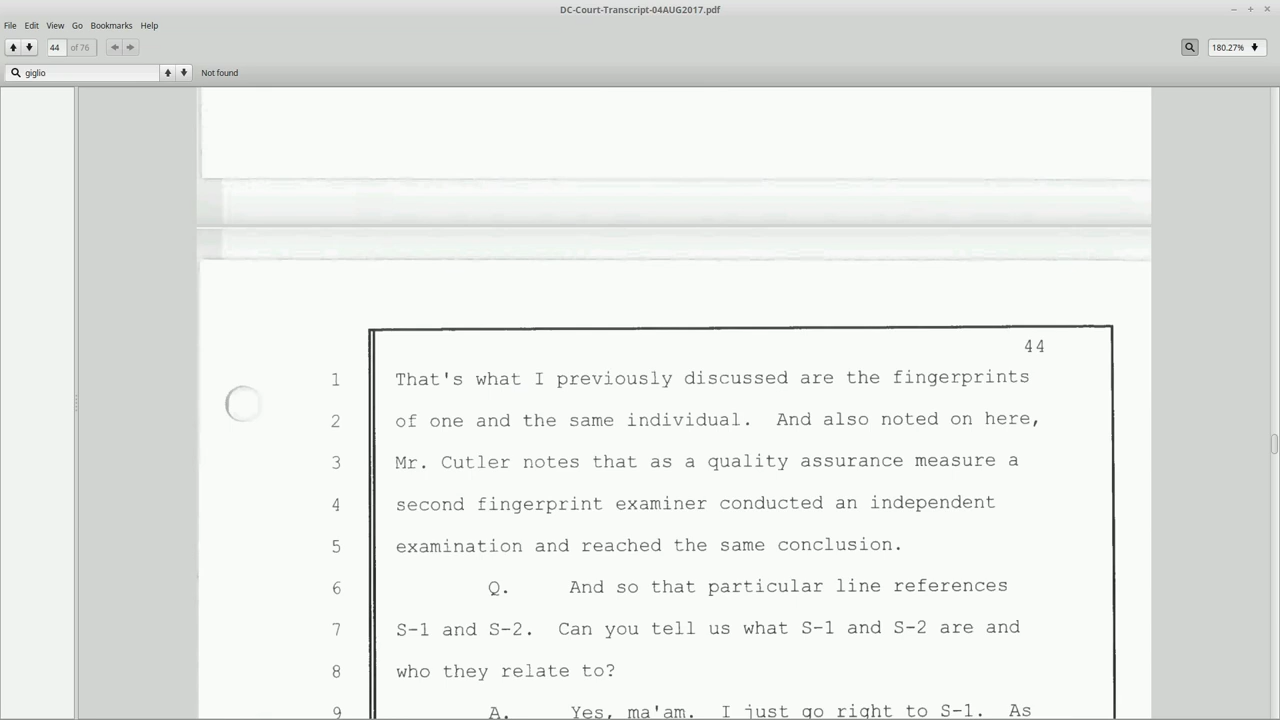 DC-Court-Transcript-04AUG2017.pdf
File Edit View Go Bookmarks Help
44 of 76 180.27%
giglio Not found
44
1 That's what I previously discussed are the fingerprints
2 of one and the same individual. And also noted on here,
3 Mr. Cutler notes that as a quality assurance measure a
4 second fingerprint examiner conducted an independent
5 examination and reached the same conclusion.
6 Q. And so that particular line references
7 S-1 and S-2. Can you tell us what S-1 and S-2 are and
8 who they relate to?
9 A. Yes, ma'am. I just go right to S-1. As